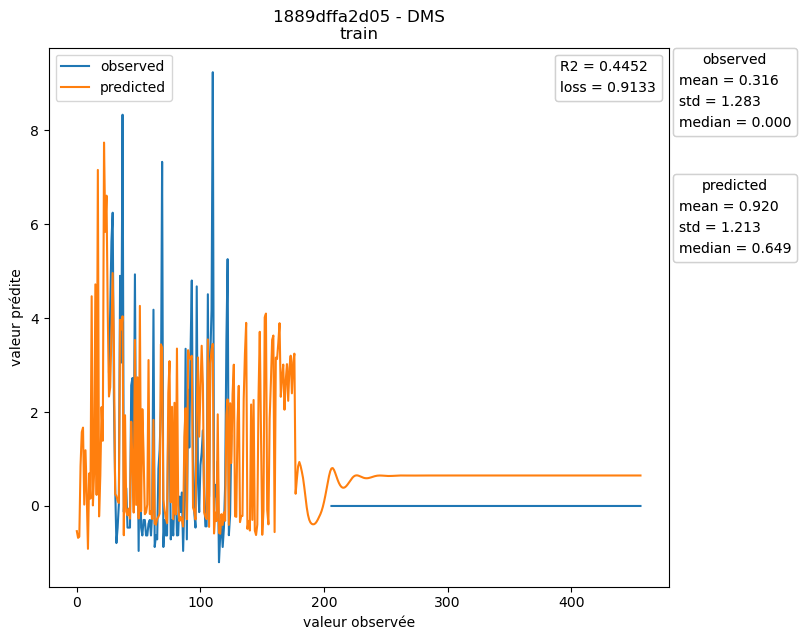 1889dffa2d05 - DMS
train
observed
predicted
R2 = 0.4452
loss = 0.9133
observed
mean = 0.316
std = 1.283
median = 0.000
predicted
mean = 0.920
std = 1.213
median = 0.649
valeur prédite
8
6
4
2
0
0
100
200
300
400
valeur observée